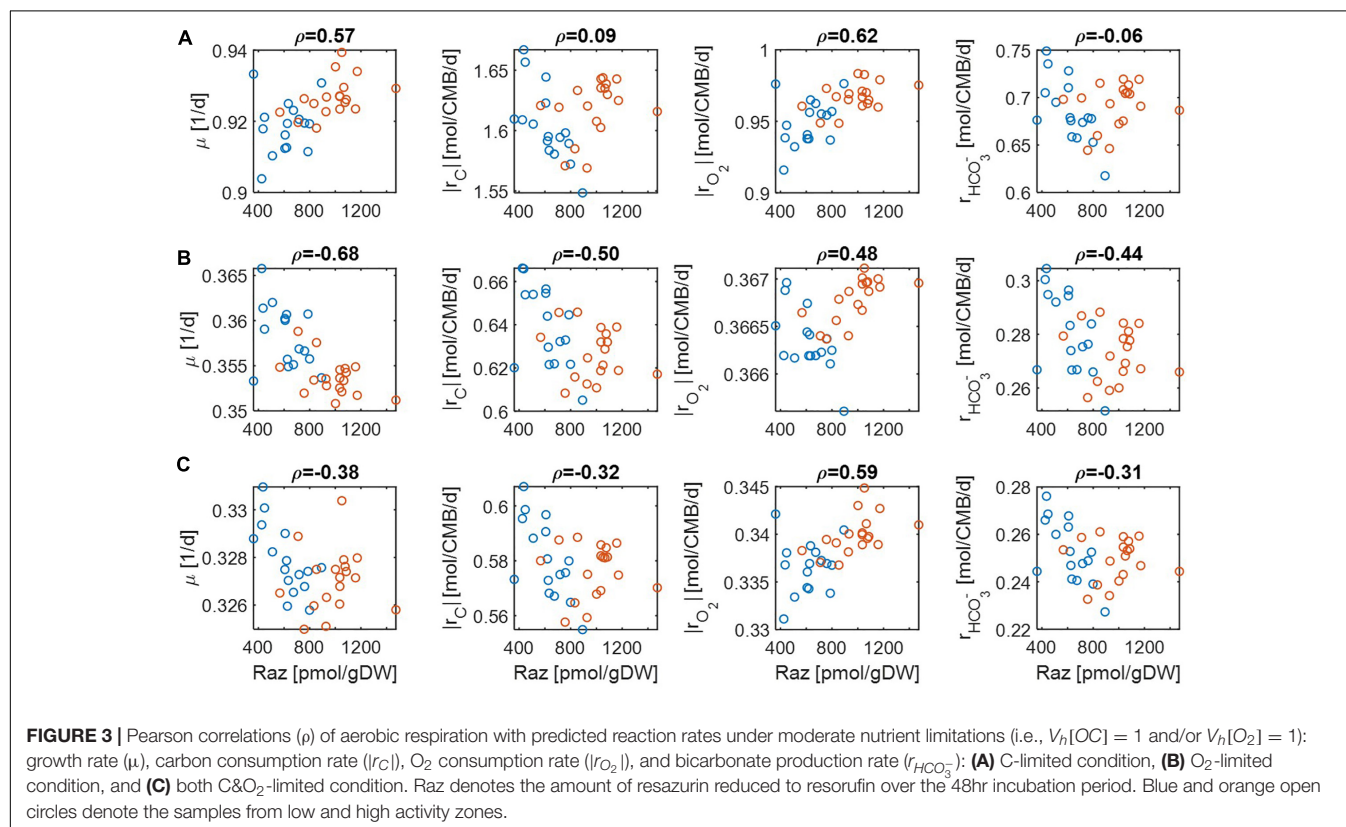 A
ρ=0.57 ρ=0.09 ρ=0.62 ρ=-0.06
μ [1/d]
0.94
0.92
0.9
400 800 1200
|r_C| [mol/CMB/d]
1.65
1.6
1.55
400 800 1200
|r_O2| [mol/CMB/d]
1
0.95
0.9
400 800 1200
r_HCO3- [mol/CMB/d]
0.75
0.7
0.65
0.6
400 800 1200
B
ρ=-0.68 ρ=-0.50 ρ=0.48 ρ=-0.44
μ [1/d]
0.365
0.36
0.355
0.35
400 800 1200
|r_C| [mol/CMB/d]
0.66
0.64
0.62
0.6
400 800 1200
|r_O2| [mol/CMB/d]
0.367
0.3665
0.366
400 800 1200
r_HCO3- [mol/CMB/d]
0.3
0.28
0.26
400 800 1200
C
ρ=-0.38 ρ=-0.32 ρ=0.59 ρ=-0.31
μ [1/d]
0.33
0.328
0.326
400 800 1200
Raz [pmol/gDW]
|r_C| [mol/CMB/d]
0.6
0.58
0.56
400 800 1200
Raz [pmol/gDW]
|r_O2| [mol/CMB/d]
0.345
0.34
0.335
0.33
400 800 1200
Raz [pmol/gDW]
r_HCO3- [mol/CMB/d]
0.28
0.26
0.24
0.22
400 800 1200
Raz [pmol/gDW]
FIGURE 3 | Pearson correlations (ρ) of aerobic respiration with predicted reaction rates under moderate nutrient limitations (i.e., V_h[OC] = 1 and/or V_h[O2] = 1):
growth rate (μ), carbon consumption rate (|r_C|), O2 consumption rate (|r_O2|), and bicarbonate production rate (r_HCO3-): (A) C-limited condition, (B) O2-limited
condition, and (C) both C&O2-limited condition. Raz denotes the amount of resazurin reduced to resorufin over the 48hr incubation period. Blue and orange open
circles denote the samples from low and high activity zones.